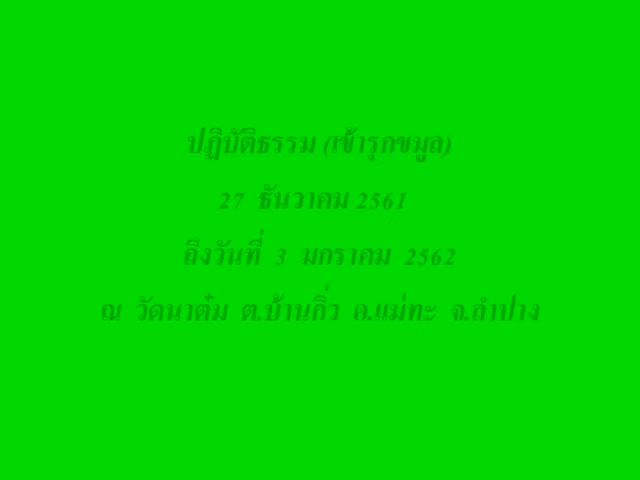 ปฏิบัติธรรม (เข้ารุกขมูล)
27 ธันวาคม 2561
ถึงวันที่ 3 มกราคม 2562
ณ วัดนาต๋ม ต.บ้านกิ่ว อ.แม่ทะ จ.ลำปาง